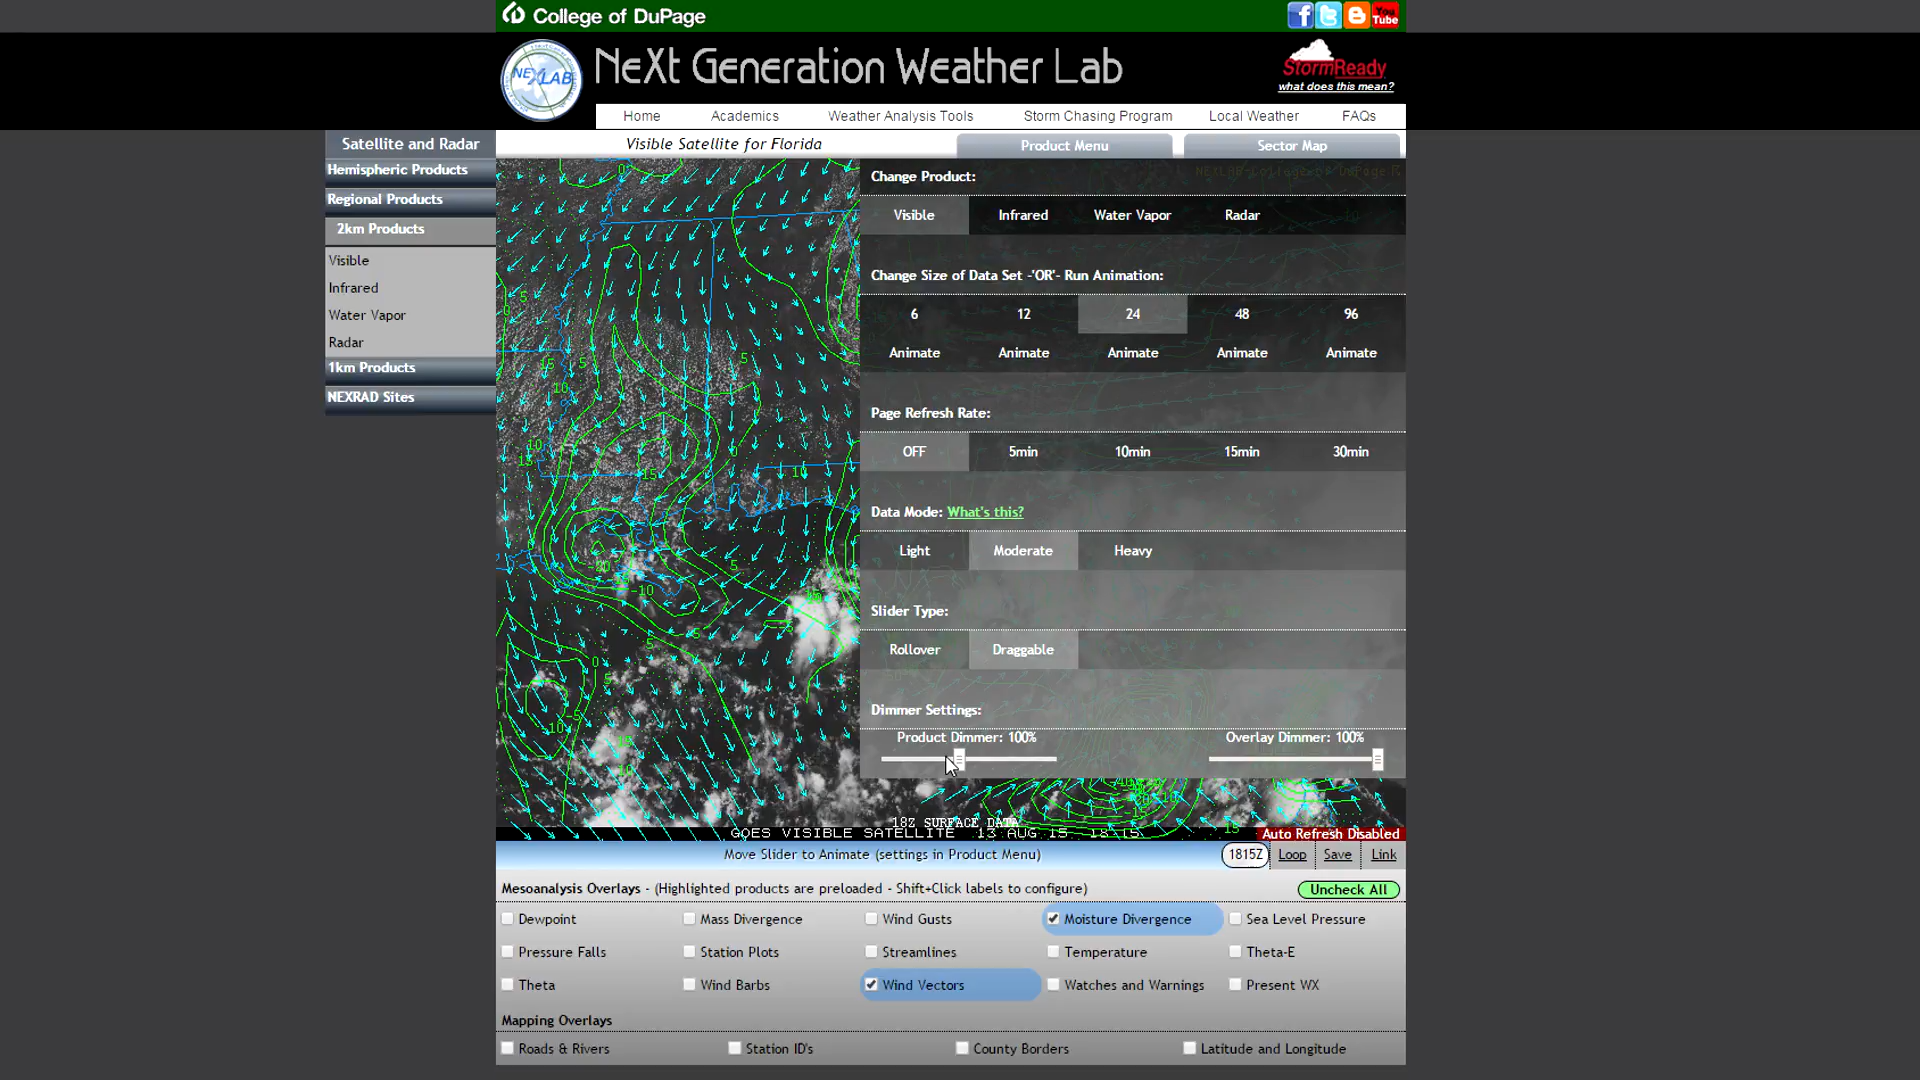 College of DuPage
You Tube
NEXLAB
NeXt Generation Weather Lab
StormReady
what does this mean?
Home Academics Weather Analysis Tools Storm Chasing Program Local Weather FAQs
Satellite and Radar
Hemispheric Products
Regional Products
2km Products
Visible
Infrared
Water Vapor
Radar
1km Products
NEXRAD Sites
Visible Satellite for Florida
Product Menu
Sector Map
Change Product:
Visible Infrared Water Vapor Radar
Change Size of Data Set -'OR'- Run Animation:
6 12 24 48 96
Animate Animate Animate Animate Animate
Page Refresh Rate:
OFF 5min 10min 15min 30min
Data Mode: What's this?
Light Moderate Heavy
Slider Type:
Rollover Draggable
Dimmer Settings:
Product Dimmer: 100% Overlay Dimmer: 100%
18Z SURFACE DATA
GOES VISIBLE SATELLITE 13 AUG 15 18:15
Auto Refresh Disabled
Move Slider to Animate (settings in Product Menu)
1815Z Loop Save Link
Mesoanalysis Overlays - (Highlighted products are preloaded - Shift+Click labels to configure)
Uncheck All
Dewpoint Mass Divergence Wind Gusts Moisture Divergence Sea Level Pressure
Pressure Falls Station Plots Streamlines Temperature Theta-E
Theta Wind Barbs Wind Vectors Watches and Warnings Present WX
Mapping Overlays
Roads & Rivers Station ID's County Borders Latitude and Longitude